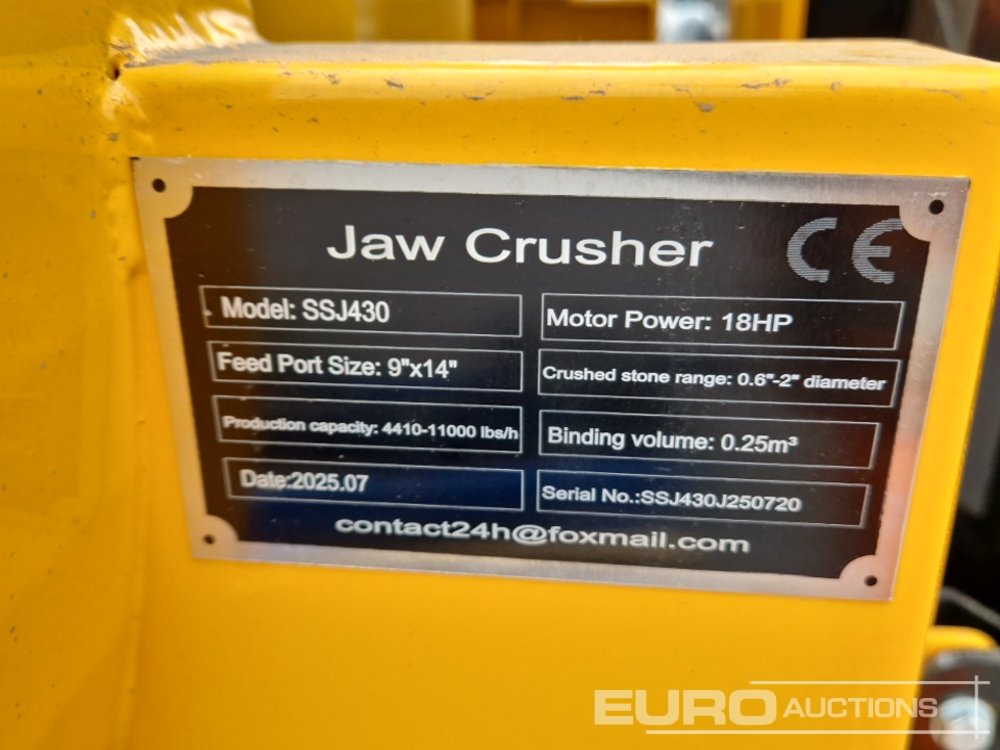 Jaw Crusher CE
Model: SSJ430
Motor Power: 18HP
Feed Port Size: 9"x14"
Crushed stone range: 0.6"-2" diameter
Production capacity: 4410-11000 lbs/h
Binding volume: 0.25m³
Date:2025.07
Serial No.:SSJ430J250720
contact24h@foxmail.com
EURO AUCTIONS